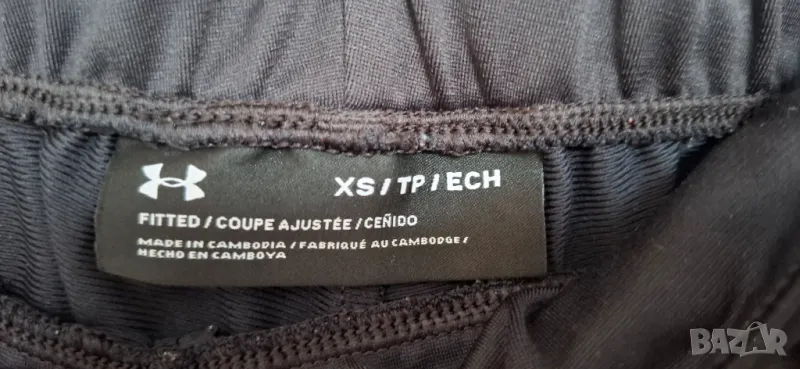 XS / TP / ECH
FITTED / COUPE AJUSTÉE / CEÑIDO
MADE IN CAMBODIA / FABRIQUÉ AU CAMBODGE /
HECHO EN CAMBOYA
BAZAR